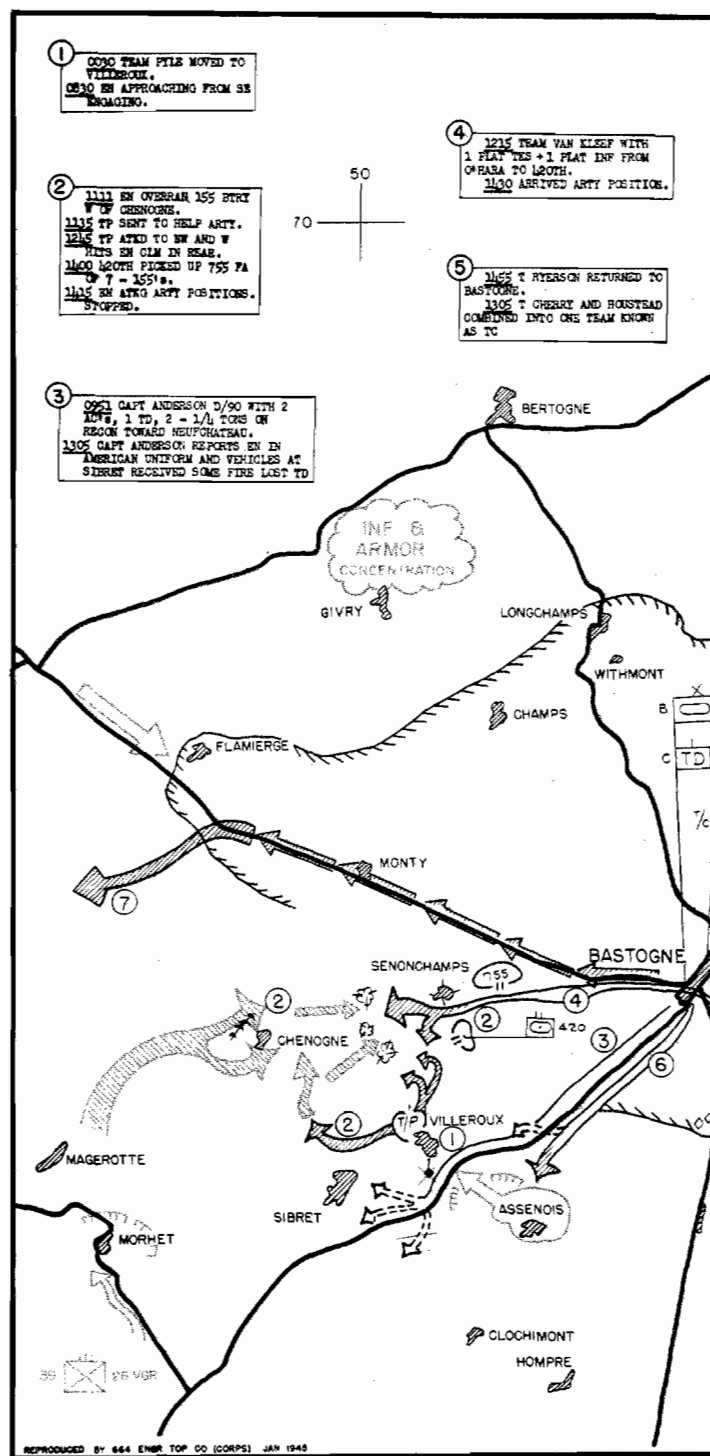 1
0030 TEAM PYLE MOVED TO
VILLEROUX.
0830 EN APPROACHING FROM SE
ENGAGING.
4
1215 TEAM VAN KLEEF WITH
1 PLAT TKS + 1 PLAT INF FROM
O'HARA TO 420TH.
1430 ARRIVED ARTY POSITION.
2
1111 EN OVERRAN 155 BTRY
W OF CHENOGNE.
1135 TP SENT TO HELP ARTY.
1245 TP ATKD TO NW AND W
HITS EN CLM IN REAR.
1400 420TH PICKED UP 755 FA
OF 7 - 155's.
1415 EN ATKG ARTY POSITIONS.
STOPPED.
50
70
5
1455 T RYERSON RETURNED TO
BASTOGNE.
1305 T CHERRY AND HOUSTEAD
COMBINED INTO ONE TEAM KNOWN
AS TC
3
0951 CAPT ANDERSON D/90 WITH 2
AC's, 1 TD, 2 - 1/4 TONS ON
RECON TOWARD NEUFCHATEAU.
1305 CAPT ANDERSON REPORTS EN IN
AMERICAN UNIFORM AND VEHICLES AT
SIBRET RECEIVED SOME FIRE LOST TD
BERTOGNE
INF &
ARMOR
CONCENTRATION
GIVRY
LONGCHAMPS
WITHMONT
CHAMPS
B
C TD
T/C
FLAMIERGE
MONTY
7
BASTOGNE
SENONCHAMPS
755
4
2
CHENOGNE
2
420
3
6
T/P VILLEROUX
2
1
MAGEROTTE
SIBRET
ASSENOIS
MORHET
CLOCHIMONT
HOMPRE
39 26 VGR
REPRODUCED BY 664 ENGR TOP CO (CORPS) JAN 1945